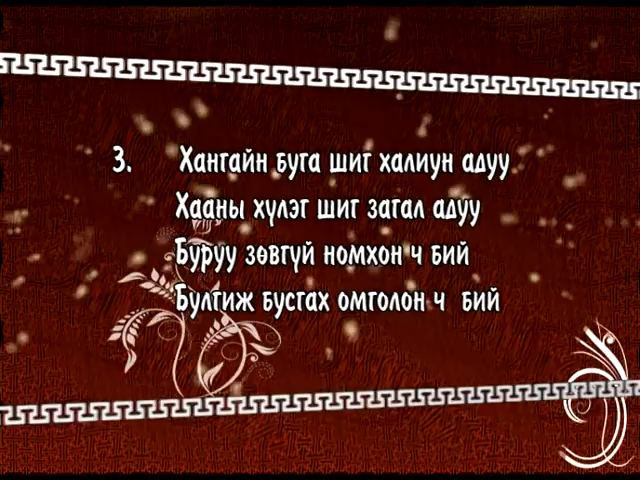 3. Хангайн буга шиг халиун адуу
Хааны хүлэг шиг загал адуу
Буруу зөвгүй номхон ч бий
Булгиж бусгах омголон ч бий